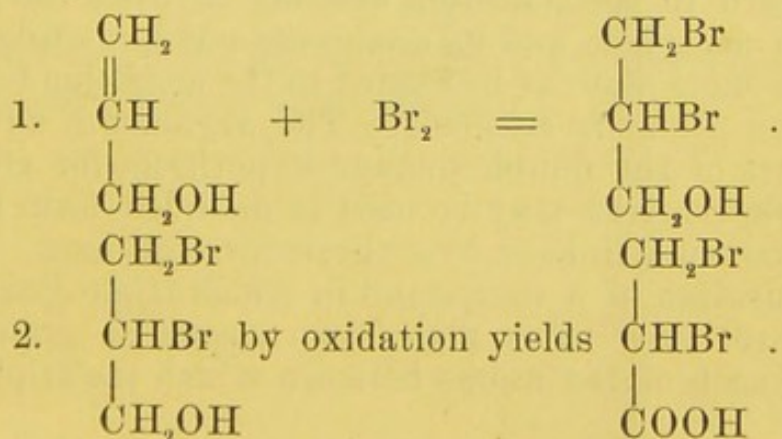 CH₂ CH₂Br
‖ |
1. CH + Br₂ = CHBr .
| |
CH₂OH CH₂OH
CH₂Br CH₂Br
| |
2. CHBr by oxidation yields CHBr .
| |
CH₂OH COOH